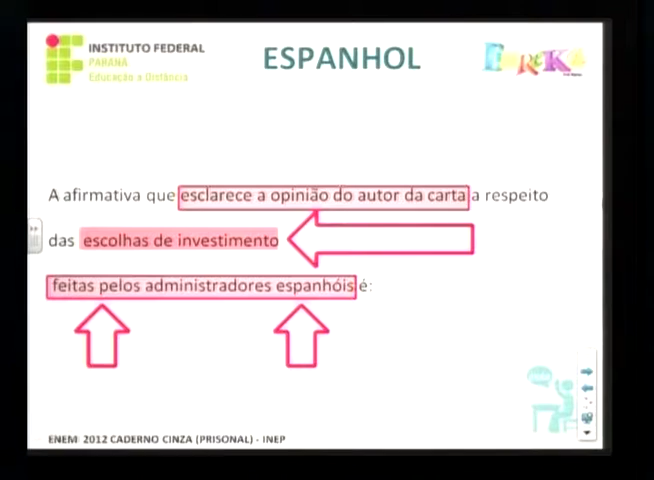 INSTITUTO FEDERAL
PARANÁ
Educação a Distância
ESPANHOL
EUREKA
A afirmativa que esclarece a opinião do autor da carta a respeito
das escolhas de investimento
feitas pelos administradores espanhóis é:
ENEM 2012 CADERNO CINZA (PRISONAL) - INEP